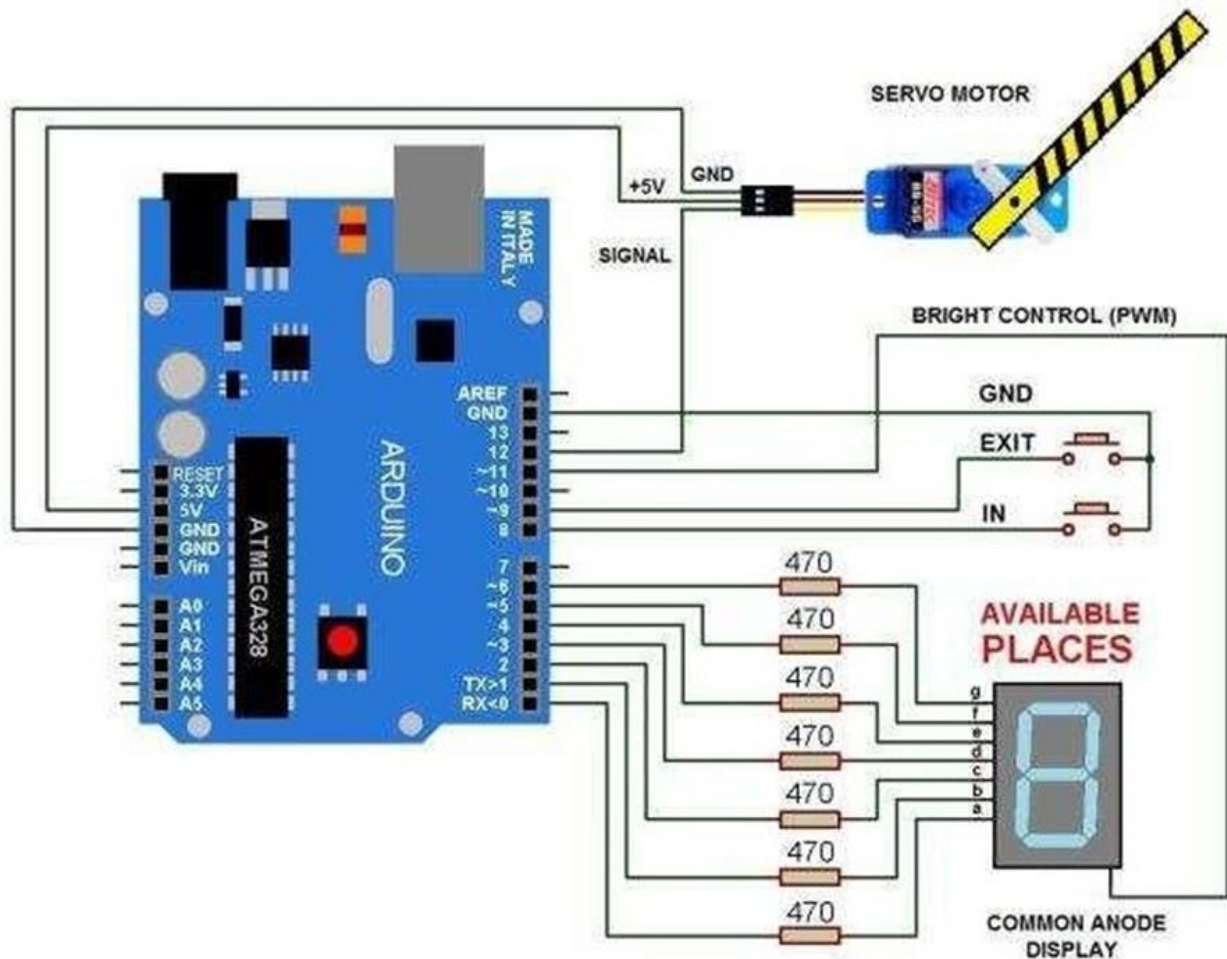 SERVO MOTOR
GND
+5V
SIGNAL
MADE
IN ITALY
BRIGHT CONTROL (PWM)
GND
EXIT
IN
AREF
GND
13
12
~11
~10
~9
8
7
~6
~5
4
~3
2
TX>1
RX<0
RESET
3.3V
5V
GND
GND
Vin
A0
A1
A2
A3
A4
A5
ATMEGA328
ARDUINO
470
470
470
470
470
470
470
AVAILABLE
PLACES
g
f
e
d
c
b
a
COMMON ANODE
DISPLAY